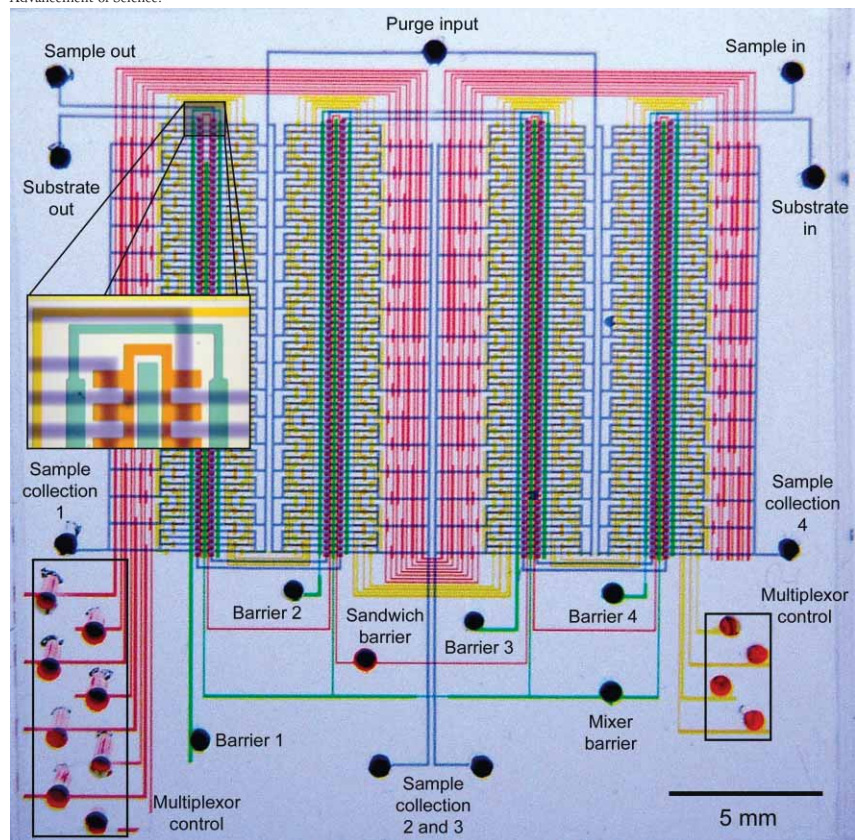 Advancement of Science.
Purge input
Sample out
Sample in
Substrate
out
Substrate
in
Sample
collection
1
Sample
collection
4
Barrier 2
Sandwich
barrier
Barrier 3
Barrier 4
Multiplexor
control
Barrier 1
Mixer
barrier
Multiplexor
control
Sample
collection
2 and 3
5 mm